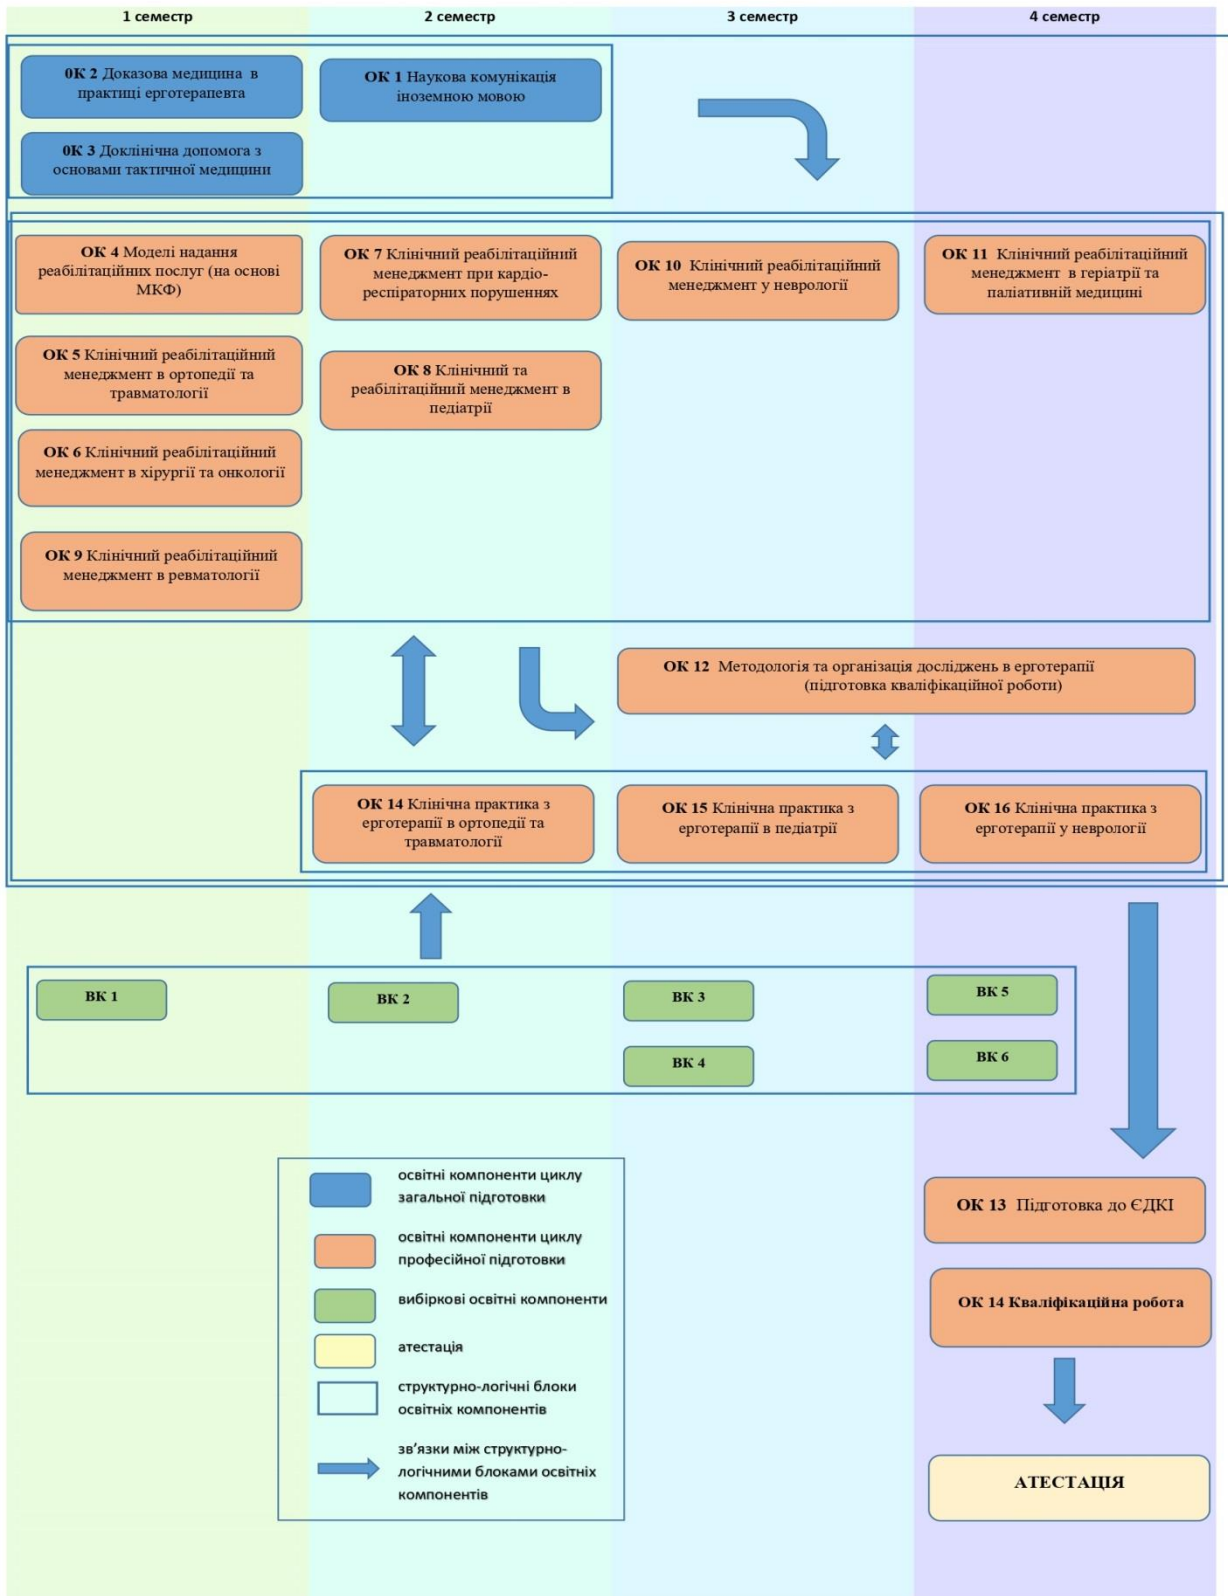 1 семестр
2 семестр
3 семестр
4 семестр
0К 2 Доказова медицина в
практиці ерготерапевта
ОК 1 Наукова комунікація
іноземною мовою
0К 3 Доклінічна допомога з
основами тактичної медицини
ОК 4 Моделі надання
реабілітаційних послуг (на основі
МКФ)
ОК 7 Клінічний реабілітаційний
менеджмент при кардіо-
респіраторних порушеннях
ОК 10 Клінічний реабілітаційний
менеджмент у неврології
ОК 11 Клінічний реабілітаційний
менеджмент в геріатрії та
паліативній медицині
ОК 5 Клінічний реабілітаційний
менеджмент в ортопедії та
травматології
ОК 8 Клінічний та
реабілітаційний менеджмент в
педіатрії
ОК 6 Клінічний реабілітаційний
менеджмент в хірургії та онкології
ОК 9 Клінічний реабілітаційний
менеджмент в ревматології
ОК 12 Методологія та організація досліджень в ерготерапії
(підготовка кваліфікаційної роботи)
ОК 14 Клінічна практика з
ерготерапії в ортопедії та
травматології
ОК 15 Клінічна практика з
ерготерапії в педіатрії
ОК 16 Клінічна практика з
ерготерапії у неврології
ВК 1
ВК 2
ВК 3
ВК 5
ВК 4
ВК 6
освітні компоненти циклу
загальної підготовки
освітні компоненти циклу
професійної підготовки
вибіркові освітні компоненти
атестація
структурно-логічні блоки
освітніх компонентів
зв’язки між структурно-
логічними блоками освітніх
компонентів
ОК 13 Підготовка до ЄДКІ
ОК 14 Кваліфікаційна робота
АТЕСТАЦІЯ